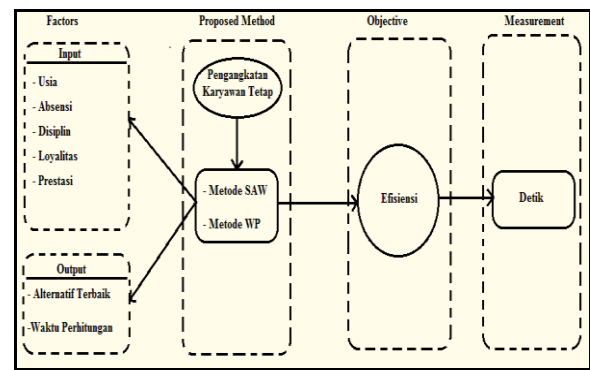 Factors
Input
- Usia
- Absensi
- Disiplin
- Loyalitas
- Prestasi
Output
- Alternatif Terbaik
-Waktu Perhitungan
Proposed Method
Pengangkatan
Karyawan Tetap
- Metode SAW
- Metode WP
Objective
Efisiensi
Measurement
Detik